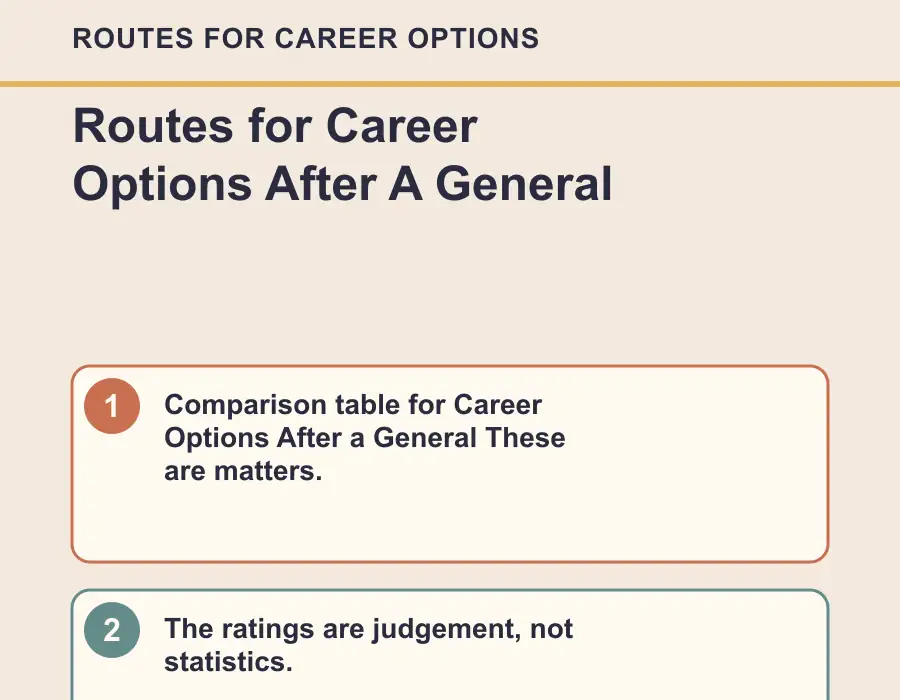 ROUTES FOR CAREER OPTIONS
Routes for Career
Options After A General
1
Comparison table for Career
Options After a General These
are matters.
2
The ratings are judgement, not
statistics.